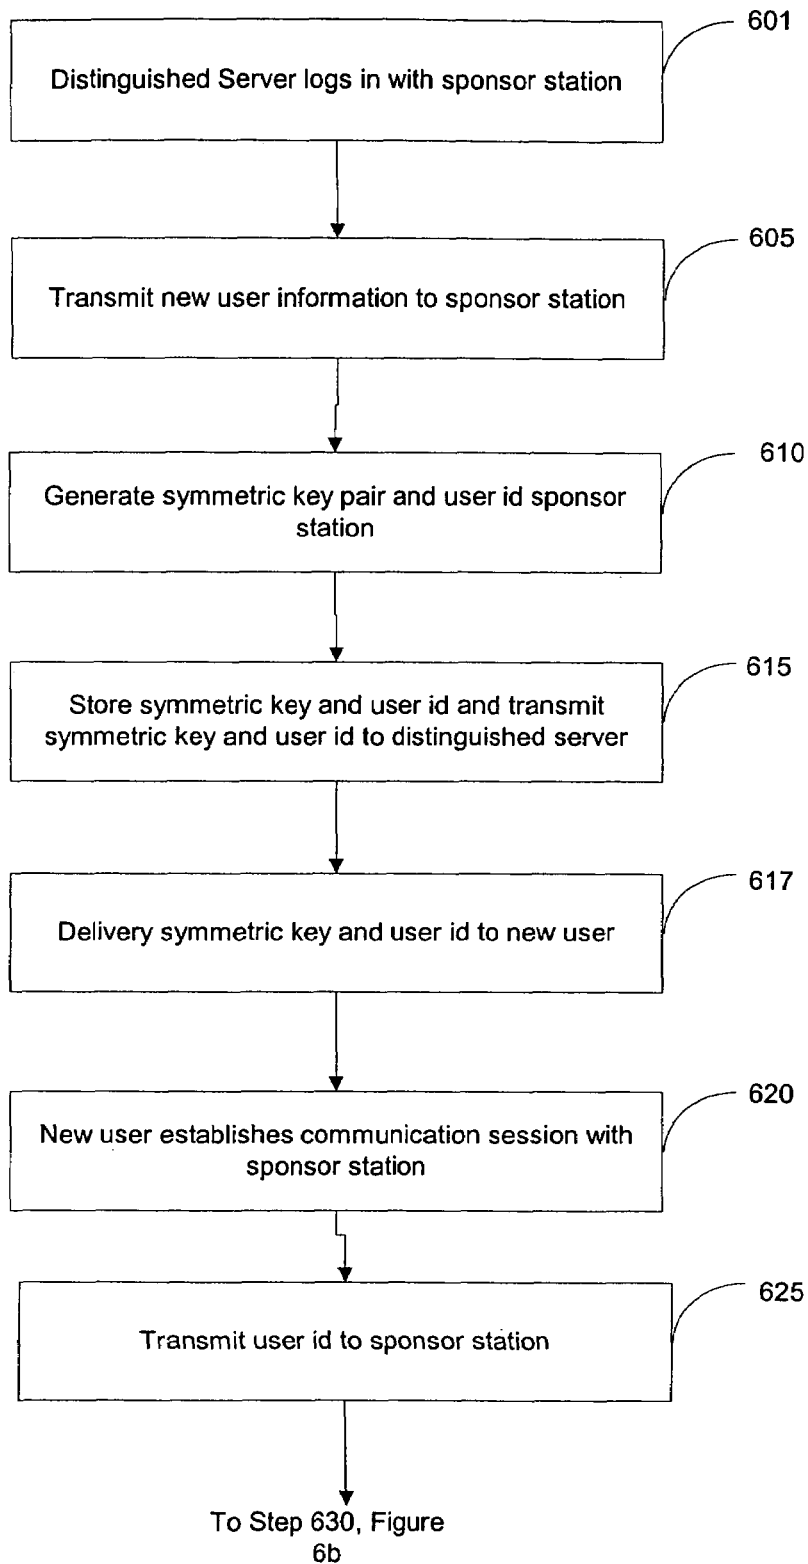 601
Distinguished Server logs in with sponsor station
605
Transmit new user information to sponsor station
610
Generate symmetric key pair and user id sponsor
station
615
Store symmetric key and user id and transmit
symmetric key and user id to distinguished server
617
Delivery symmetric key and user id to new user
620
New user establishes communication session with
sponsor station
625
Transmit user id to sponsor station
To Step 630, Figure
6b